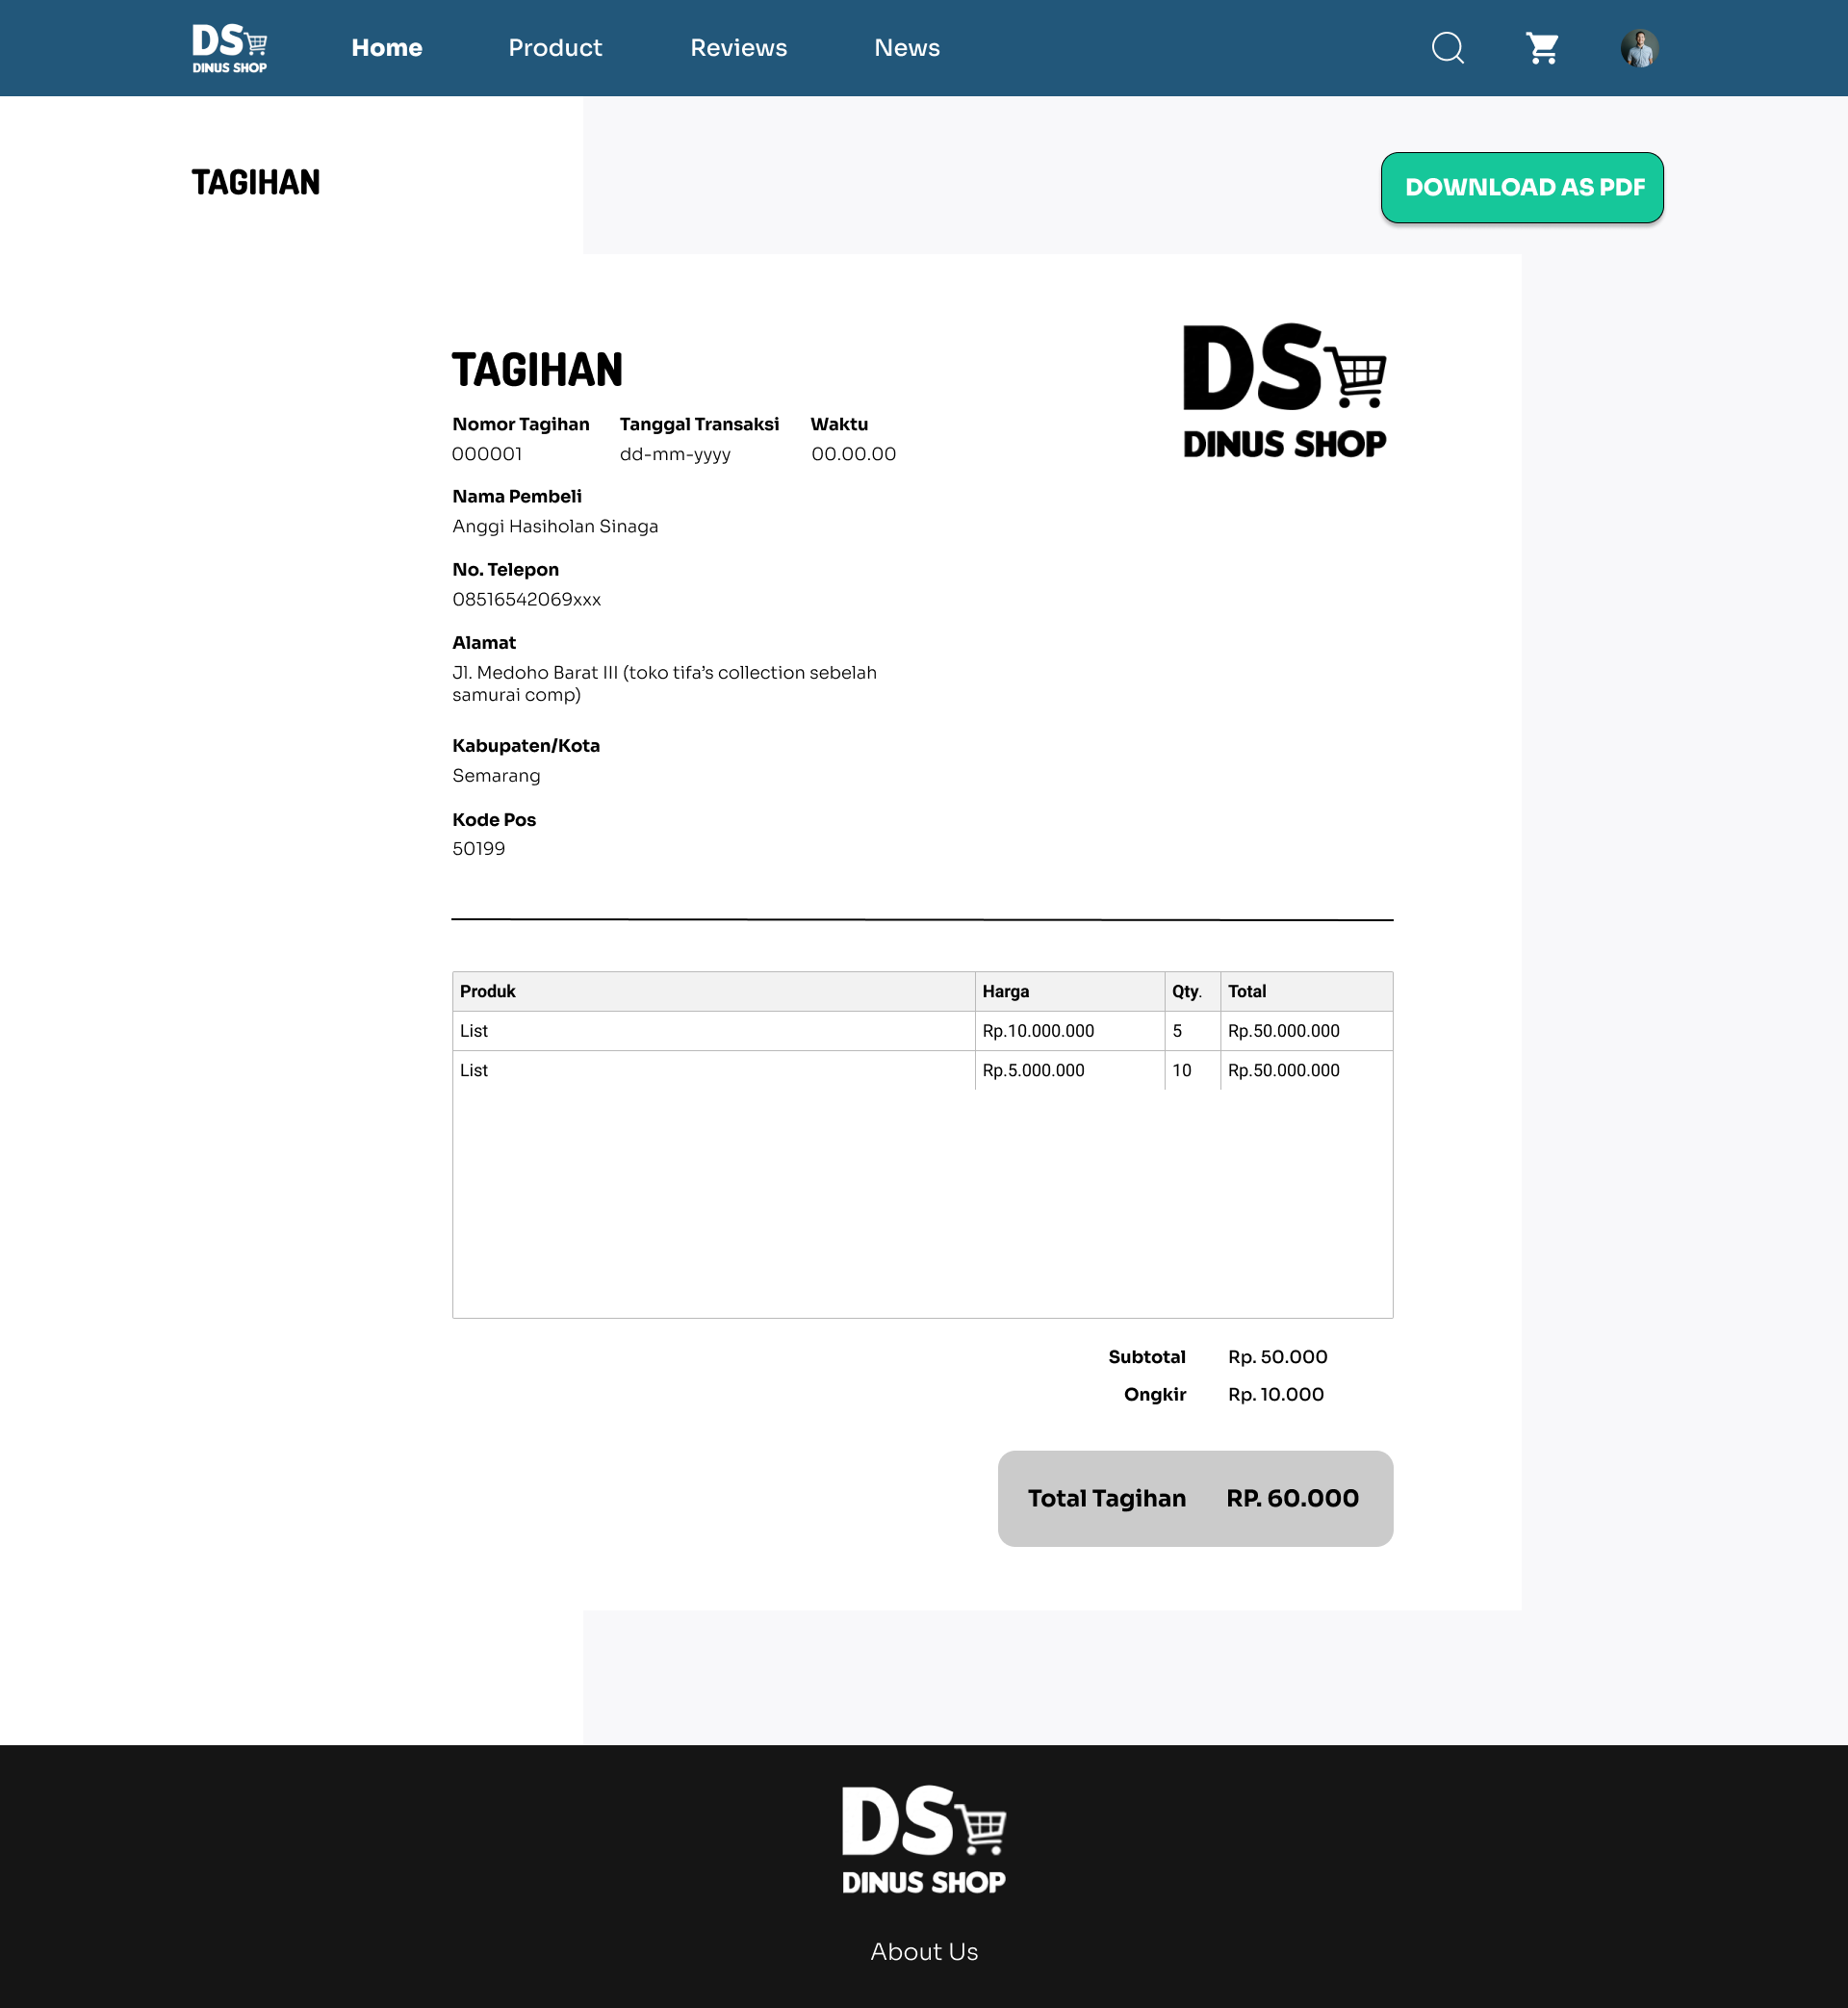 DS
DINUS SHOP
Home Product Reviews News
TAGIHAN
DOWNLOAD AS PDF
DS
DINUS SHOP
TAGIHAN
Nomor Tagihan Tanggal Transaksi Waktu
000001 dd-mm-yyyy 00.00.00
Nama Pembeli
Anggi Hasiholan Sinaga
No. Telepon
08516542069xxx
Alamat
Jl. Medoho Barat III (toko tifa’s collection sebelah
samurai comp)
Kabupaten/Kota
Semarang
Kode Pos
50199
Produk Harga Qty. Total
List Rp.10.000.000 5 Rp.50.000.000
List Rp.5.000.000 10 Rp.50.000.000
Subtotal Rp. 50.000
Ongkir Rp. 10.000
Total Tagihan RP. 60.000
DS
DINUS SHOP
About Us